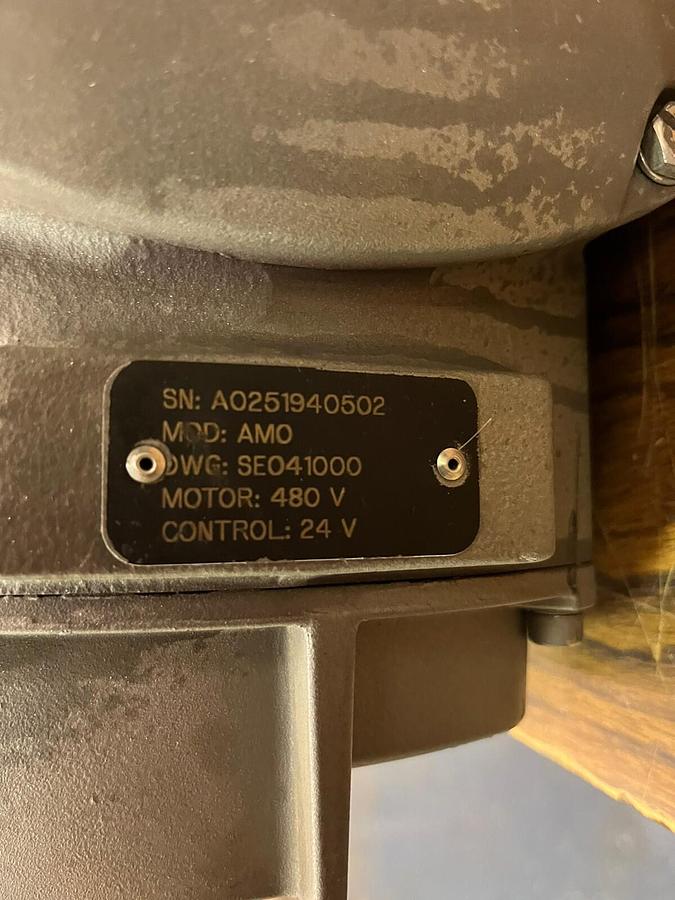 SN: A0251940502
MOD: AMO
DWG: SE041000
MOTOR: 480 V
CONTROL: 24 V